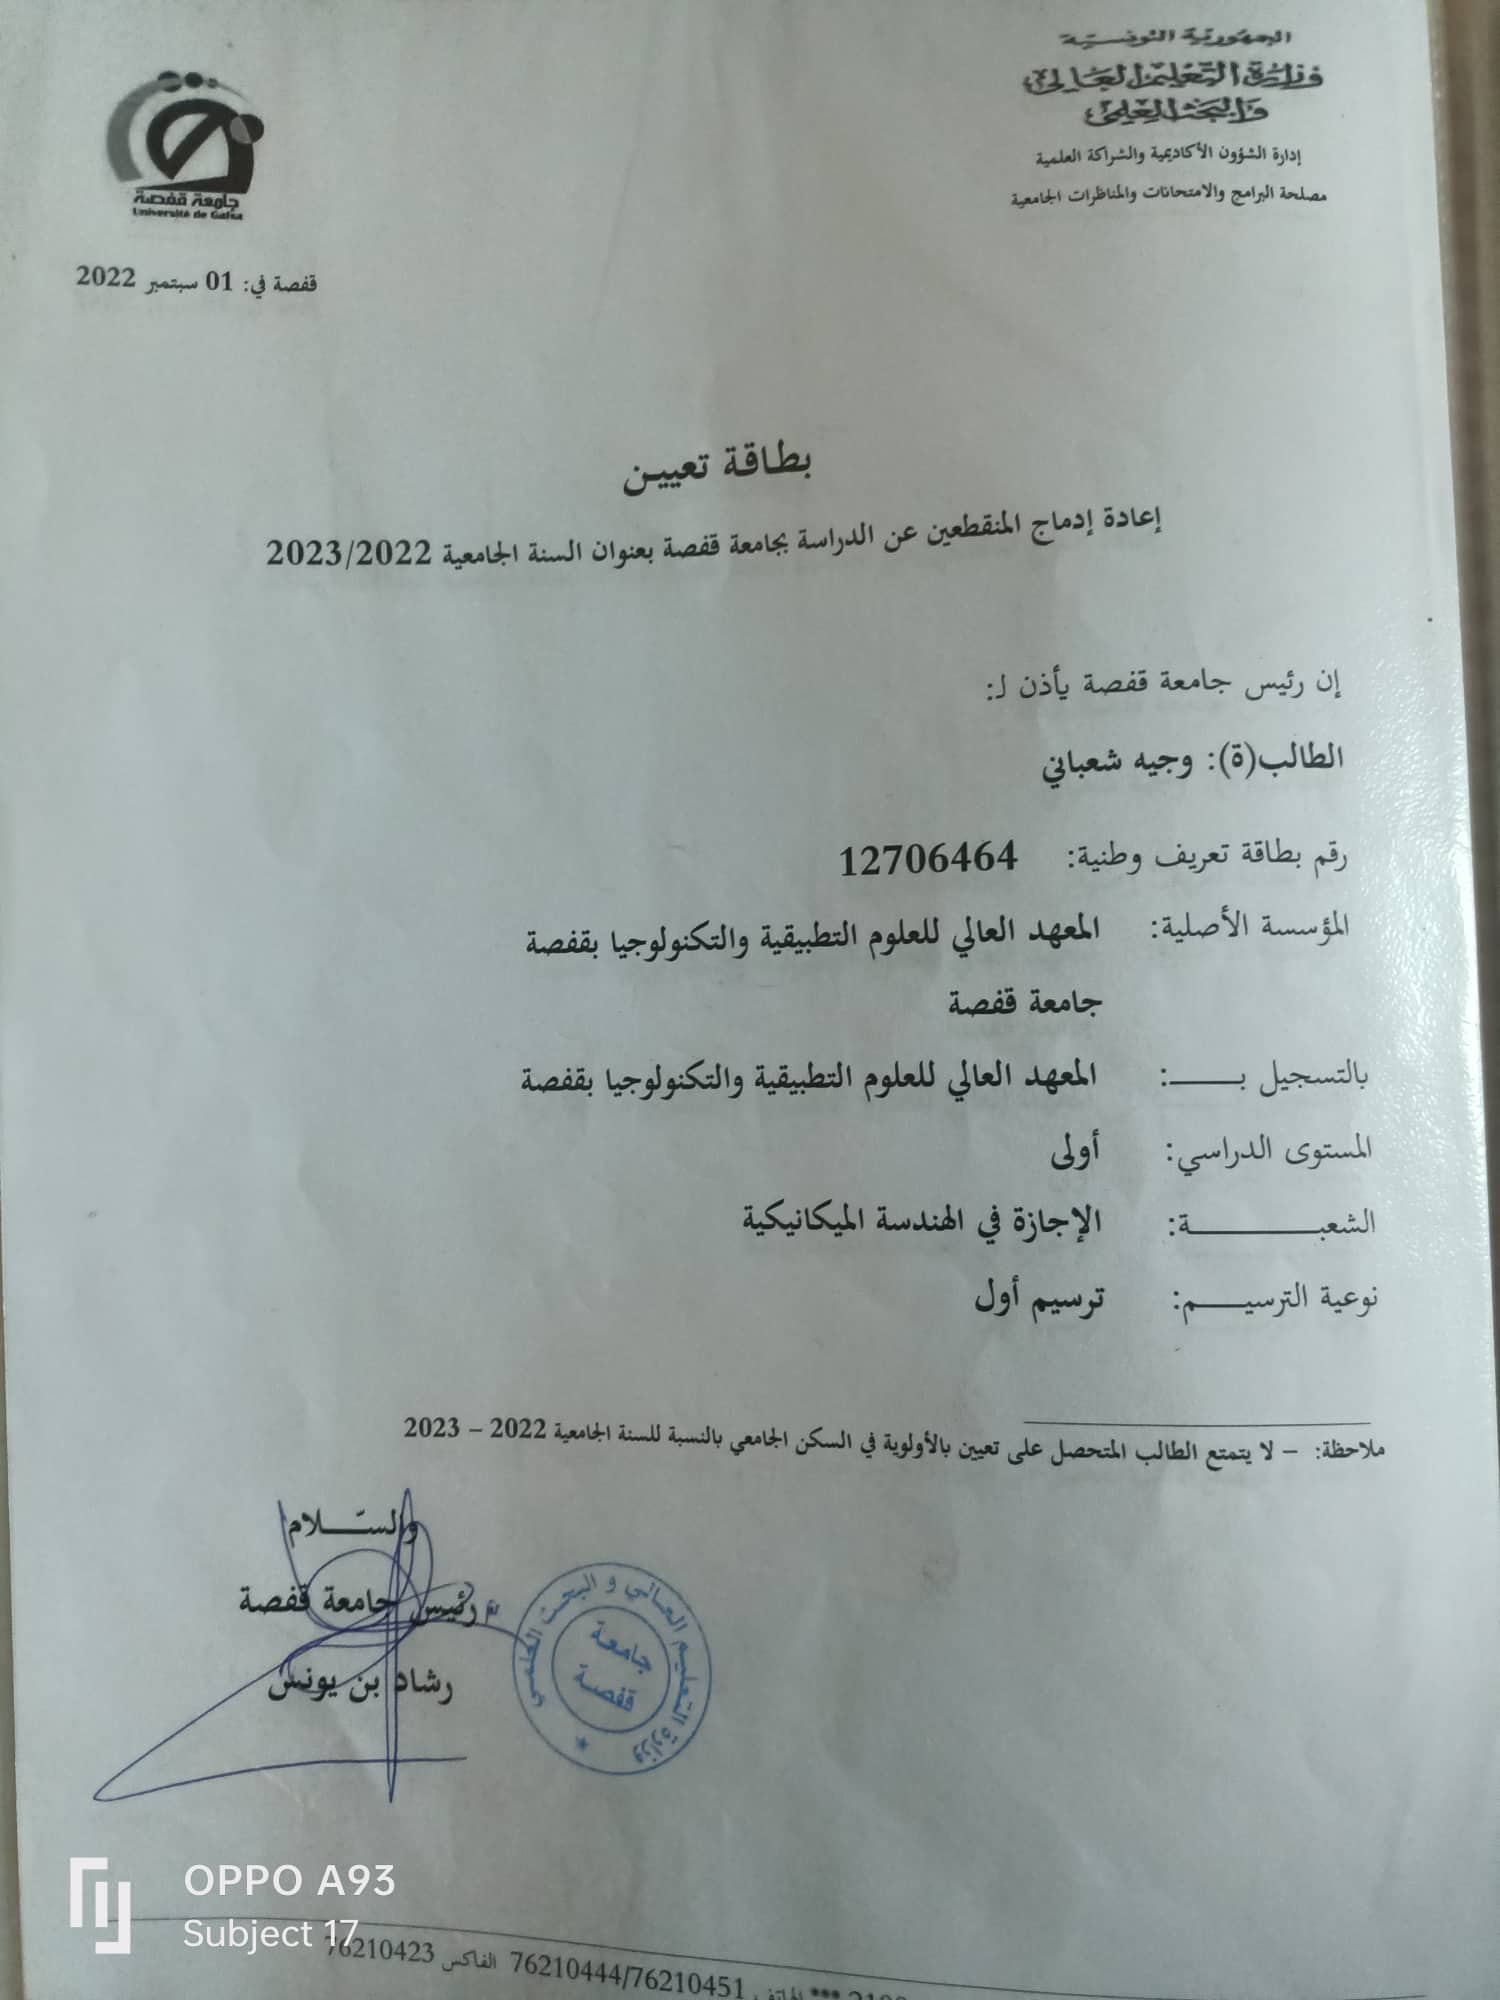 الجمهورية التونسية
وزارة التعليم العالي
والبحث العلمي
إدارة الشؤون الأكاديمية والشراكة العلمية
مصلحة البرامج والامتحانات والمناظرات الجامعية
جامعة قفصة
Université de Gafsa
قفصة في: 01 سبتمبر 2022
بطاقة تعيين
إعادة إدماج المنقطعين عن الدراسة بجامعة قفصة بعنوان السنة الجامعية 2023/2022
إن رئيس جامعة قفصة يأذن لـ:
الطالب(ة): وجيه شعباني
رقم بطاقة تعريف وطنية: 12706464
المؤسسة الأصلية: المعهد العالي للعلوم التطبيقية والتكنولوجيا بقفصة
جامعة قفصة
بالتسجيل بـــــــ: المعهد العالي للعلوم التطبيقية والتكنولوجيا بقفصة
المستوى الدراسي: أولى
الشعبـــــــــــــة: الإجازة في الهندسة الميكانيكية
نوعية الترسيـــــم: ترسيم أول
ملاحظة: – لا يتمتع الطالب المتحصل على تعيين بالأولوية في السكن الجامعي بالنسبة للسنة الجامعية 2022 – 2023
والسّــــلام
رئيس جامعة قفصة
رشاد بن يونس
وزارة التعليم العالي و البحث العلمي
جامعة
قفصة
OPPO A93
Subject 17
*** الهاتف 76210444/76210451 الفاكس 76210423